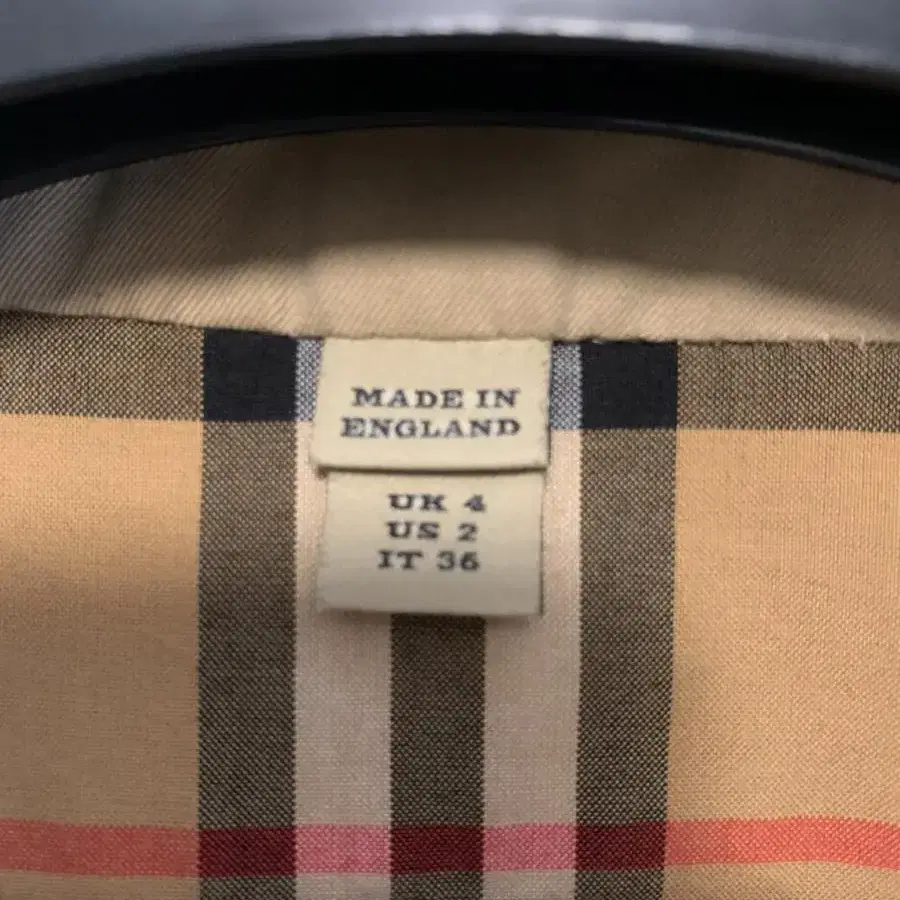 MADE IN
ENGLAND
UK 4
US 2
IT 36